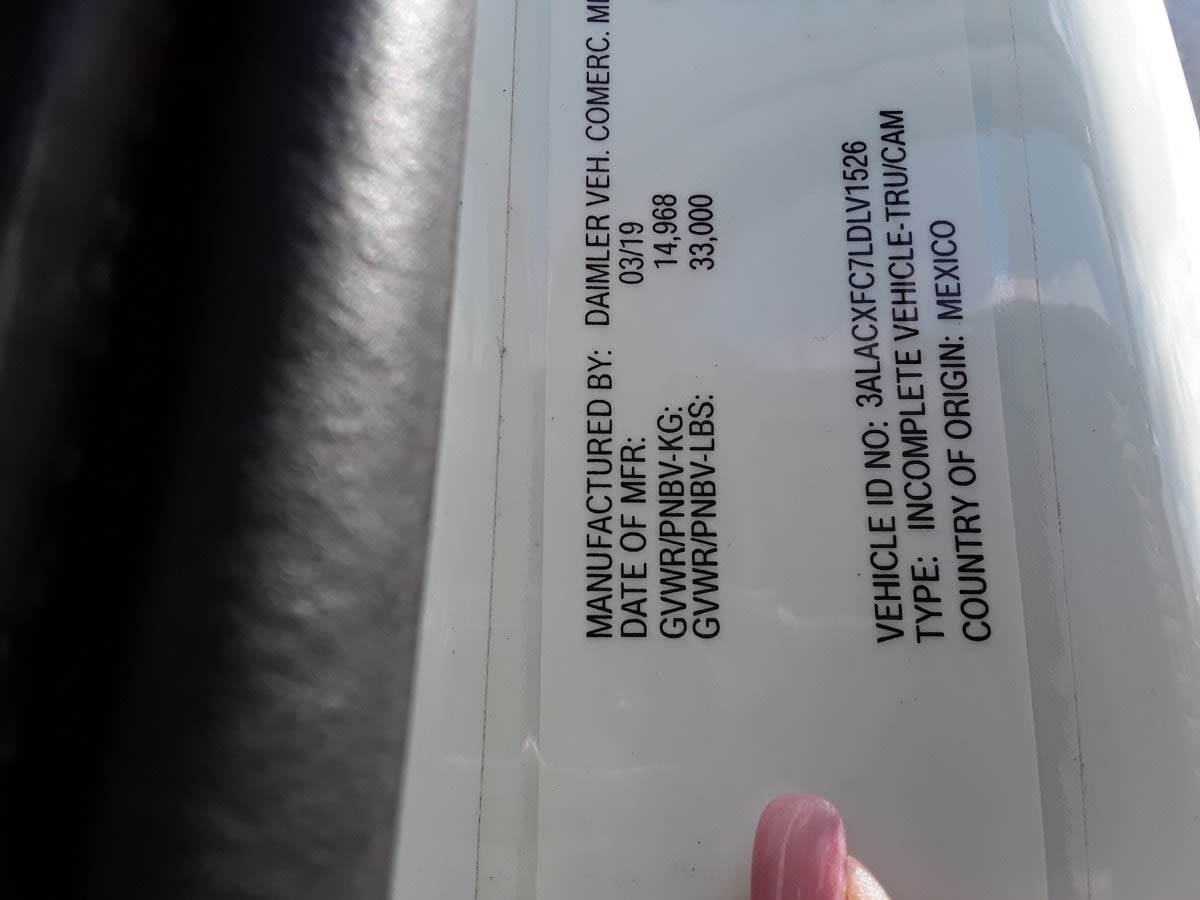 MANUFACTURED BY: DAIMLER VEH. COMERC.
DATE OF MFR: 03/19
GVWR/PNBV-KG: 14,968
GVWR/PNBV-LBS: 33,000
VEHICLE ID NO: 3ALACXFC7LDLV1526
TYPE: INCOMPLETE VEHICLE-TRU/CAM
COUNTRY OF ORIGIN: MEXICO